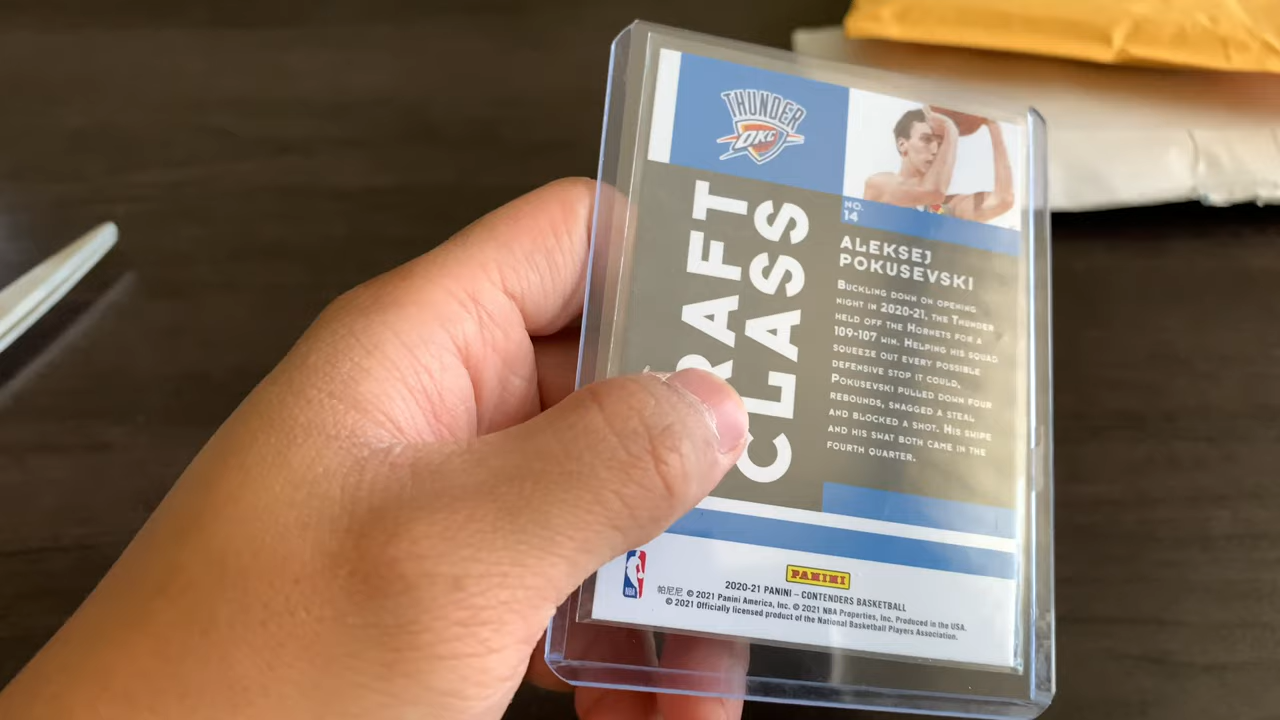 THUNDER
OKC
NO.
14
RAFT
CLASS
ALEKSEJ
POKUSEVSKI
BUCKLING DOWN ON OPENING
NIGHT IN 2020-21, THE THUNDER
HELD OFF THE HORNETS FOR A
109-107 WIN. HELPING HIS SQUAD
SQUEEZE OUT EVERY POSSIBLE
DEFENSIVE STOP IT COULD,
POKUSEVSKI PULLED DOWN FOUR
REBOUNDS, SNAGGED A STEAL
AND BLOCKED A SHOT. HIS SWIPE
AND HIS SWAT BOTH CAME IN THE
FOURTH QUARTER.
PANINI
NBA
2020-21 PANINI – CONTENDERS BASKETBALL
帕尼尼 © 2021 Panini America, Inc. © 2021 NBA Properties, Inc. Produced in the USA.
© 2021 Officially licensed product of the National Basketball Players Association.